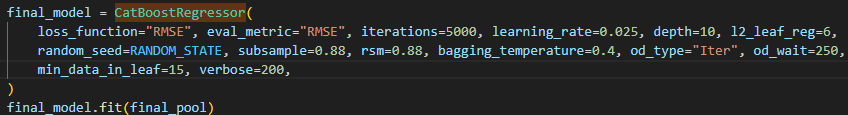 final_model = CatBoostRegressor(
    loss_function="RMSE", eval_metric="RMSE", iterations=5000, learning_rate=0.025, depth=10, l2_leaf_reg=6,
    random_seed=RANDOM_STATE, subsample=0.88, rsm=0.88, bagging_temperature=0.4, od_type="Iter", od_wait=250,
    min_data_in_leaf=15, verbose=200,
)
final_model.fit(final_pool)